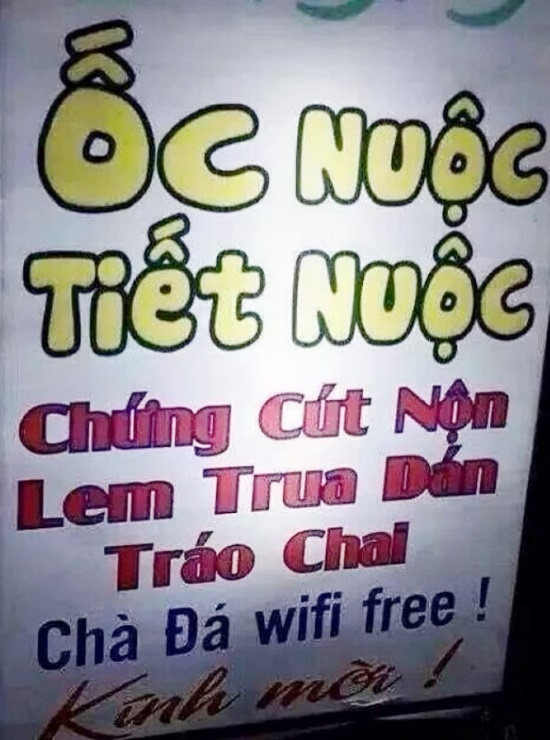 Ốc Nuộc
Tiết Nuộc
Chứng Cút Nộn
Lem Trua Dán
Tráo Chai
Chà Đá wifi free !
Kính mời !